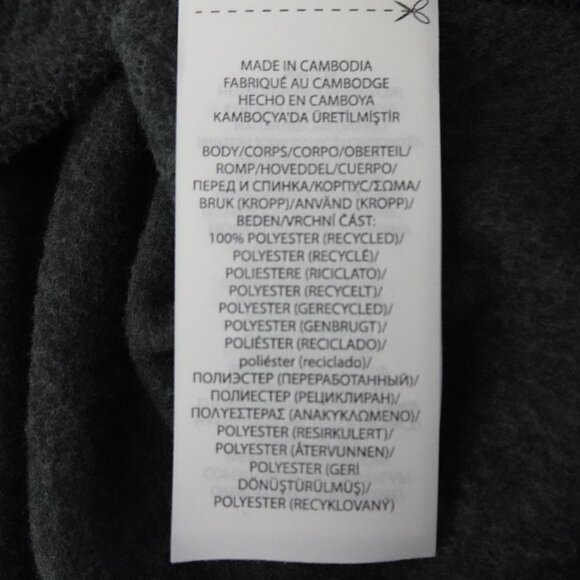 MADE IN CAMBODIA
FABRIQUÉ AU CAMBODGE
HECHO EN CAMBOYA
KAMBOÇYA'DA ÜRETİLMİŞTİR
BODY/CORPS/CORPO/OBERTEIL/
ROMP/HOVEDDEL/CUERPO/
ПЕРЕД И СПИНКА/КОРПУС/ΣΩΜΑ/
BRUK (KROPP)/ANVÄND (KROPP)/
BEDEN/VRCHNÍ ČÁST:
100% POLYESTER (RECYCLED)/
POLYESTER (RECYCLÉ)/
POLIESTERE (RICICLATO)/
POLYESTER (RECYCELT)/
POLYESTER (GERECYCLED)/
POLYESTER (GENBRUGT)/
POLIÉSTER (RECICLADO)/
poliéster (reciclado)/
ПОЛИЭСТЕР (ПЕРЕРАБОТАННЫЙ)/
ПОЛИЕСТЕР (РЕЦИКЛИРАН)/
ΠΟΛΥΕΣΤΕΡΑΣ (ΑΝΑΚΥΚΛΩΜΕΝΟ)/
POLYESTER (RESIRKULERT)/
POLYESTER (ÅTERVUNNEN)/
POLYESTER (GERI
DÖNÜŞTÜRÜLMÜŞ)/
POLYESTER (RECYKLOVANÝ)